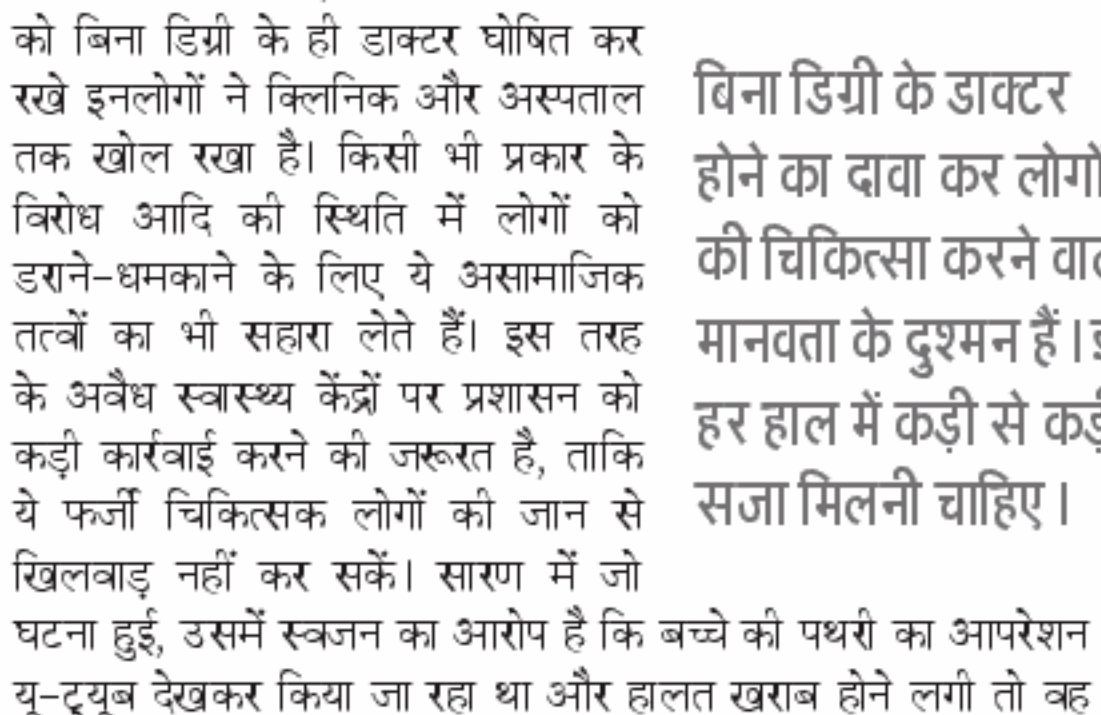 को बिना डिग्री के ही डाक्टर घोषित कर
रखे इनलोगों ने क्लिनिक और अस्पताल
तक खोल रखा है। किसी भी प्रकार के
विरोध आदि की स्थिति में लोगों को
डराने-धमकाने के लिए ये असामाजिक
तत्वों का भी सहारा लेते हैं। इस तरह
के अवैध स्वास्थ्य केंद्रों पर प्रशासन को
कड़ी कार्रवाई करने की जरूरत है, ताकि
ये फर्जी चिकित्सक लोगों की जान से
खिलवाड़ नहीं कर सकें। सारण में जो
घटना हुई, उसमें स्वजन का आरोप है कि बच्चे की पथरी का आपरेशन
यू-ट्यूब देखकर किया जा रहा था और हालत खराब होने लगी तो वह
बिना डिग्री के डाक्टर
होने का दावा कर
की चिकित्सा करने
मानवता के दुश्मन हैं।
हर हाल में कड़ी से
सजा मिलनी चाहिए।